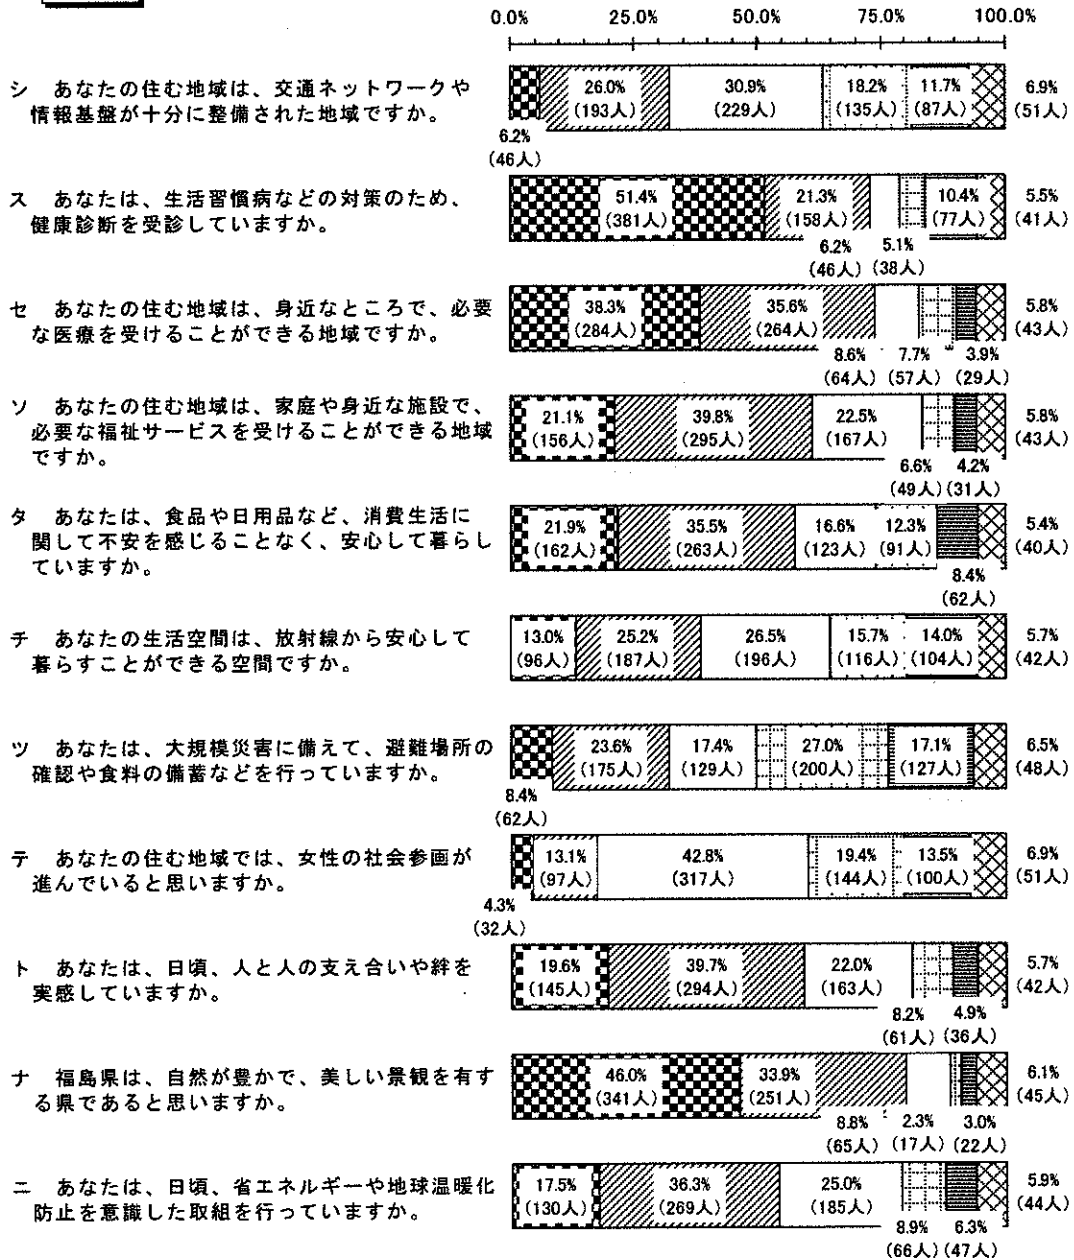 0.0% 25.0% 50.0% 75.0% 100.0%
シ あなたの住む地域は、交通ネットワークや
情報基盤が十分に整備された地域ですか。
26.0% 30.9% 18.2% 11.7% 6.9%
(193人) (229人) (135人) (87人) (51人)
6.2%
(46人)
ス あなたは、生活習慣病などの対策のため、
健康診断を受診していますか。
51.4% 21.3% 10.4% 5.5%
(381人) (158人) (77人) (41人)
6.2% 5.1%
(46人) (38人)
セ あなたの住む地域は、身近なところで、必要
な医療を受けることができる地域ですか。
38.3% 35.6% 5.8%
(284人) (264人) (43人)
8.6% 7.7% 3.9%
(64人) (57人) (29人)
ソ あなたの住む地域は、家庭や身近な施設で、
必要な福祉サービスを受けることができる地域
ですか。
21.1% 39.8% 22.5% 5.8%
(156人) (295人) (167人) (43人)
6.6% 4.2%
(49人) (31人)
タ あなたは、食品や日用品など、消費生活に
関して不安を感じることなく、安心して暮らし
ていますか。
21.9% 35.5% 16.6% 12.3% 5.4%
(162人) (263人) (123人) (91人) (40人)
8.4%
(62人)
チ あなたの生活空間は、放射線から安心して
暮らすことができる空間ですか。
13.0% 25.2% 26.5% 15.7% 14.0% 5.7%
(96人) (187人) (196人) (116人) (104人) (42人)
ツ あなたは、大規模災害に備えて、避難場所の
確認や食料の備蓄などを行っていますか。
23.6% 17.4% 27.0% 17.1% 6.5%
(175人) (129人) (200人) (127人) (48人)
8.4%
(62人)
テ あなたの住む地域では、女性の社会参画が
進んでいると思いますか。
13.1% 42.8% 19.4% 13.5% 6.9%
(97人) (317人) (144人) (100人) (51人)
4.3%
(32人)
ト あなたは、日頃、人と人の支え合いや絆を
実感していますか。
19.6% 39.7% 22.0% 5.7%
(145人) (294人) (163人) (42人)
8.2% 4.9%
(61人) (36人)
ナ 福島県は、自然が豊かで、美しい景観を有す
る県であると思いますか。
46.0% 33.9% 6.1%
(341人) (251人) (45人)
8.8% 2.3% 3.0%
(65人) (17人) (22人)
ニ あなたは、日頃、省エネルギーや地球温暖化
防止を意識した取組を行っていますか。
17.5% 36.3% 25.0% 5.9%
(130人) (269人) (185人) (44人)
8.9% 6.3%
(66人) (47人)